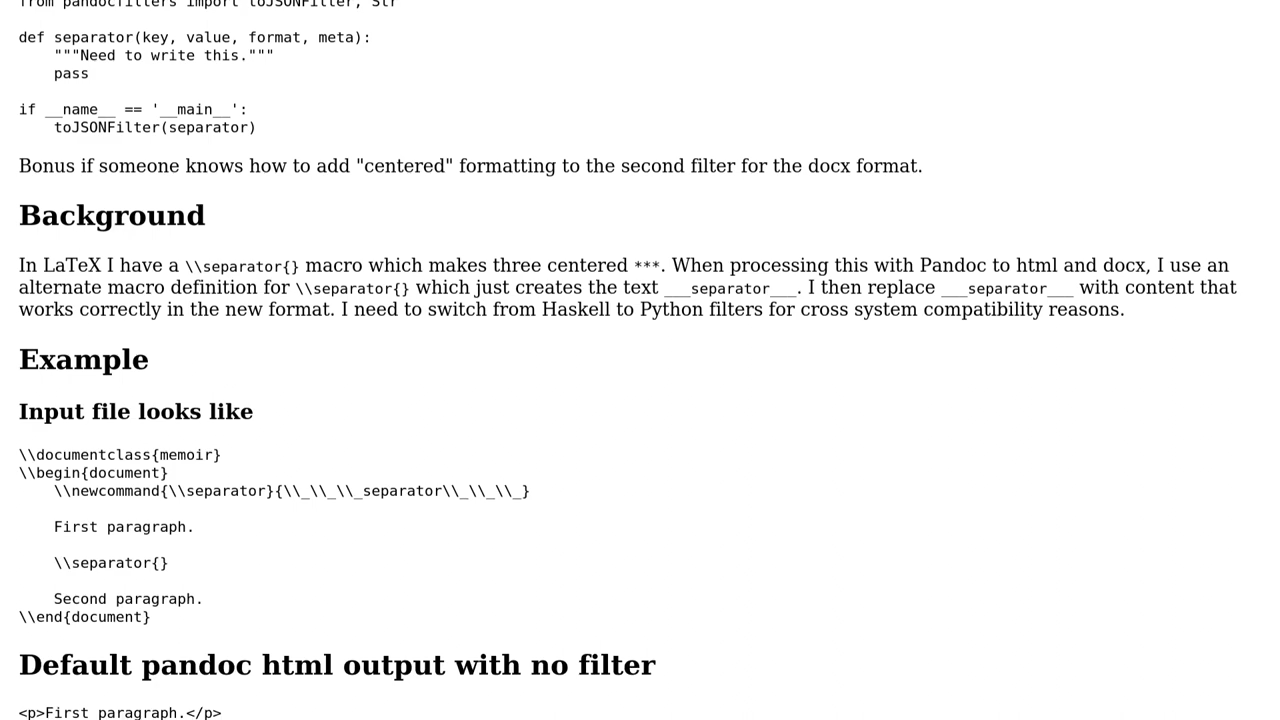 from pandocfilters import toJSONFilter, Str
def separator(key, value, format, meta):
    """Need to write this."""
    pass
if __name__ == '__main__':
    toJSONFilter(separator)
Bonus if someone knows how to add "centered" formatting to the second filter for the docx format.
Background
In LaTeX I have a \\separator{} macro which makes three centered ***. When processing this with Pandoc to html and docx, I use an
alternate macro definition for \\separator{} which just creates the text ___separator___. I then replace ___separator___ with content that
works correctly in the new format. I need to switch from Haskell to Python filters for cross system compatibility reasons.
Example
Input file looks like
\\documentclass{memoir}
\\begin{document}
    \\newcommand{\\separator}{\\_\\_\\_separator\\_\\_\\_}
    First paragraph.
    \\separator{}
    Second paragraph.
\\end{document}
Default pandoc html output with no filter
<p>First paragraph.</p>